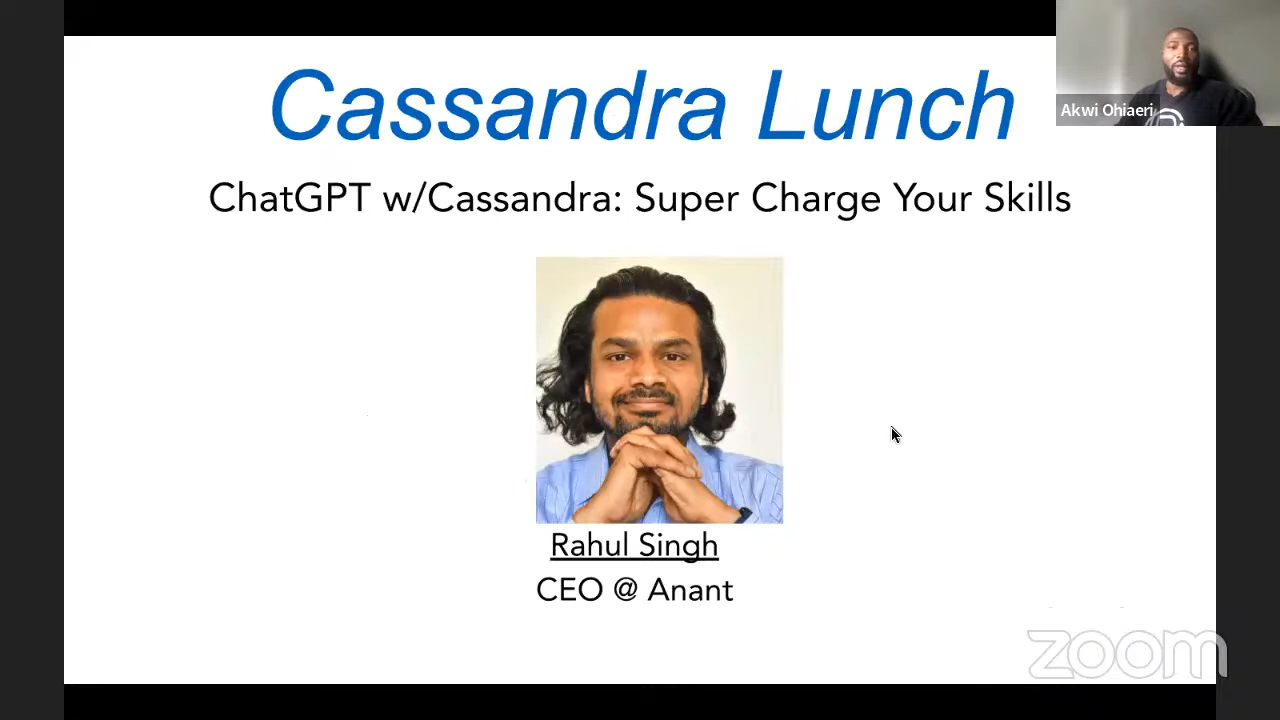 Cassandra Lunch
Akwi Ohiaeri
ChatGPT w/Cassandra: Super Charge Your Skills
Rahul Singh
CEO @ Anant
zoom